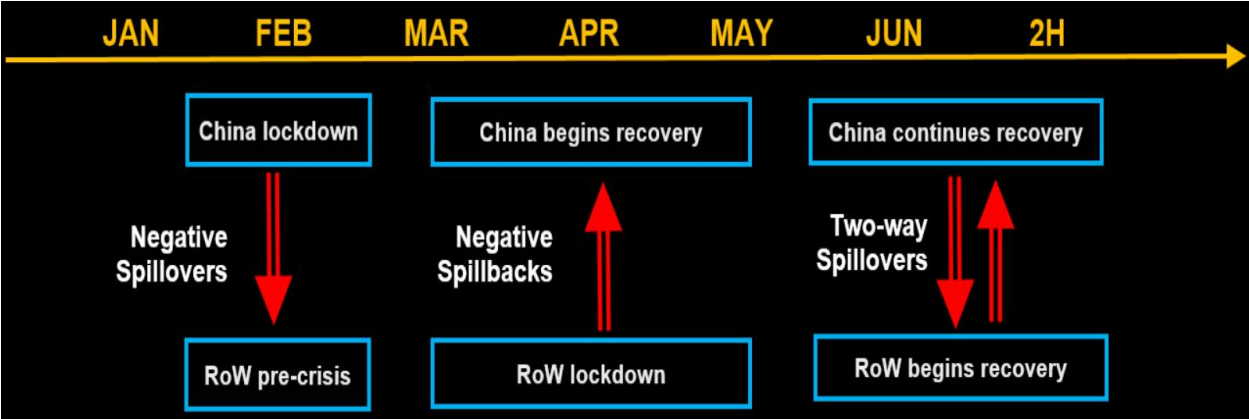 JAN FEB MAR APR MAY JUN 2H
China lockdown
China begins recovery
China continues recovery
Negative
Spillovers
Negative
Spillbacks
Two-way
Spillovers
RoW pre-crisis
RoW lockdown
RoW begins recovery